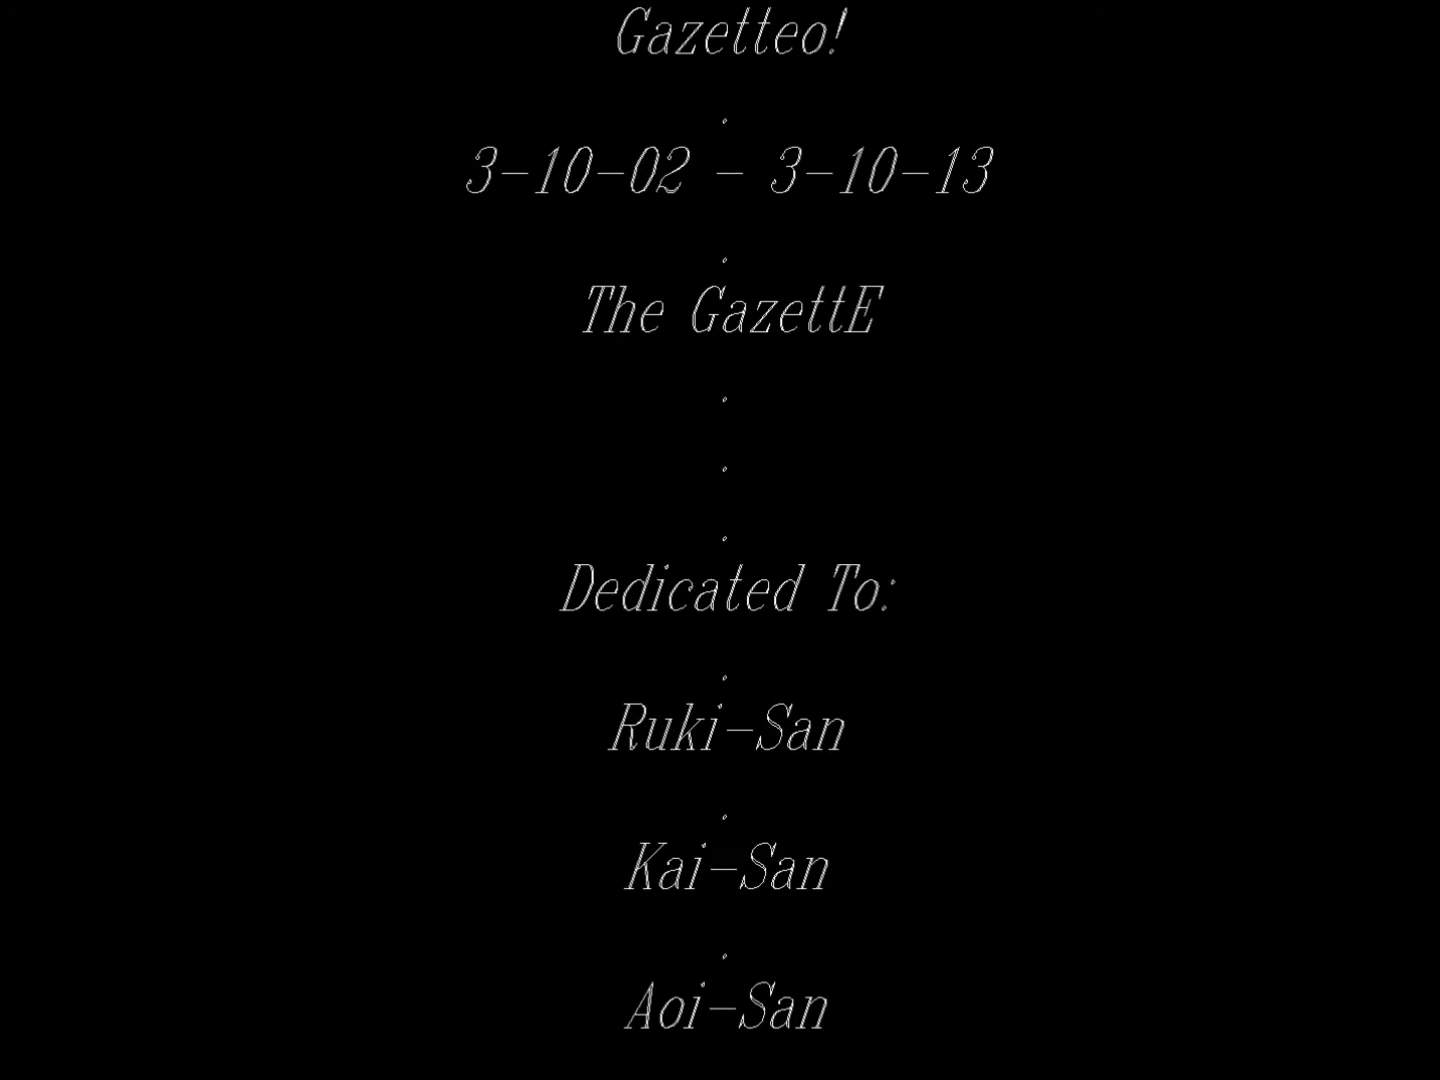 Gazetteo!
.
3-10-02 - 3-10-13
.
The GazettE
.
.
.
Dedicated To:
.
Ruki-San
.
Kai-San
.
Aoi-San